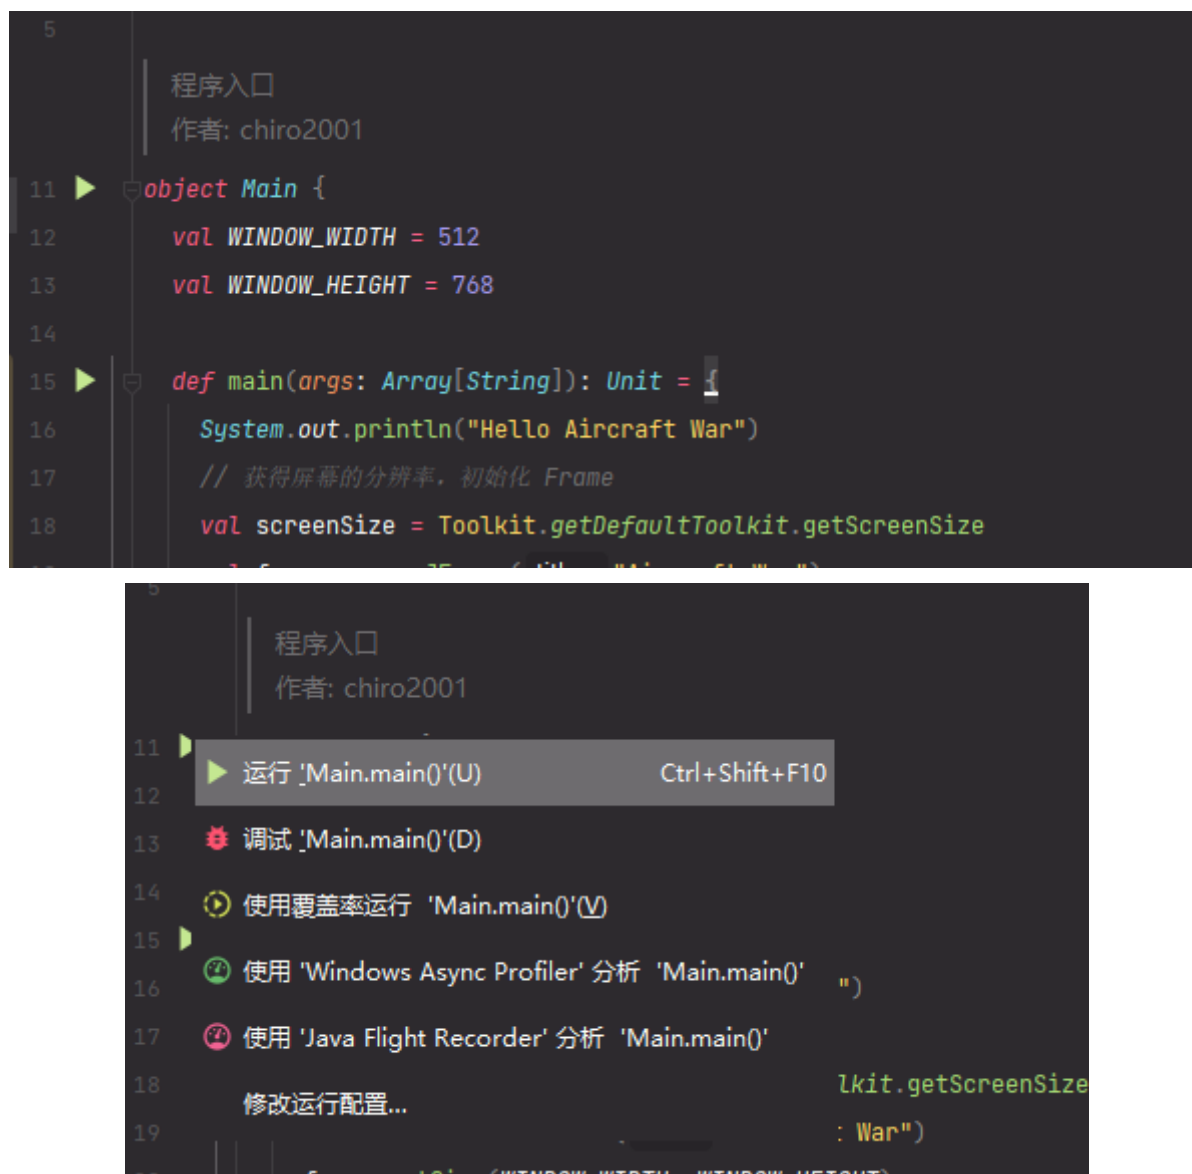 5
程序入口
作者: chiro2001
11 object Main {
12 val WINDOW_WIDTH = 512
13 val WINDOW_HEIGHT = 768
14
15 def main(args: Array[String]): Unit = {
16 System.out.println("Hello Aircraft War")
17 // 获得屏幕的分辨率，初始化 Frame
18 val screenSize = Toolkit.getDefaultToolkit.getScreenSize
5
程序入口
作者: chiro2001
11
运行 'Main.main()'(U) Ctrl+Shift+F10
12
13 调试 'Main.main()'(D)
14
使用覆盖率运行 'Main.main()'(V)
15
使用 'Windows Async Profiler' 分析 'Main.main()'
16 ")
17 使用 'Java Flight Recorder' 分析 'Main.main()'
18 lkit.getScreenSize
修改运行配置...
19 War")